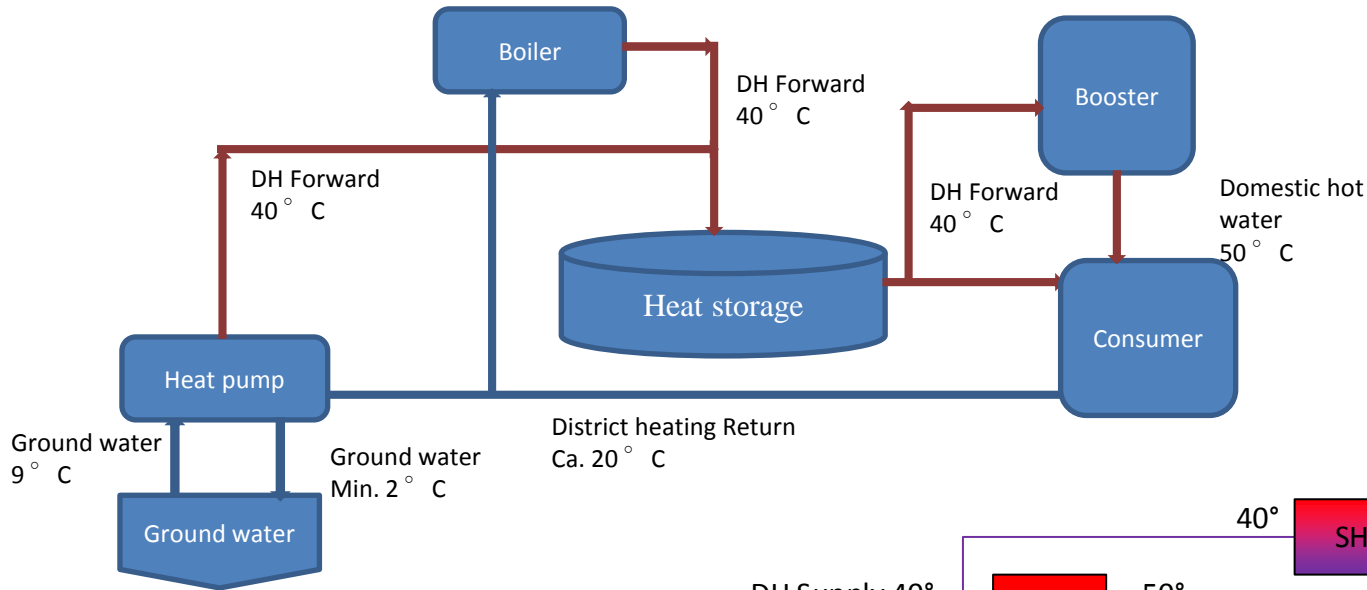 Boiler
DH Forward
40° C
Booster
DH Forward
40° C
DH Forward
40° C
Domestic hot
water
50° C
Heat storage
Consumer
Heat pump
Ground water
9° C
Ground water
Min. 2° C
District heating Return
Ca. 20° C
Ground water
40°
SH